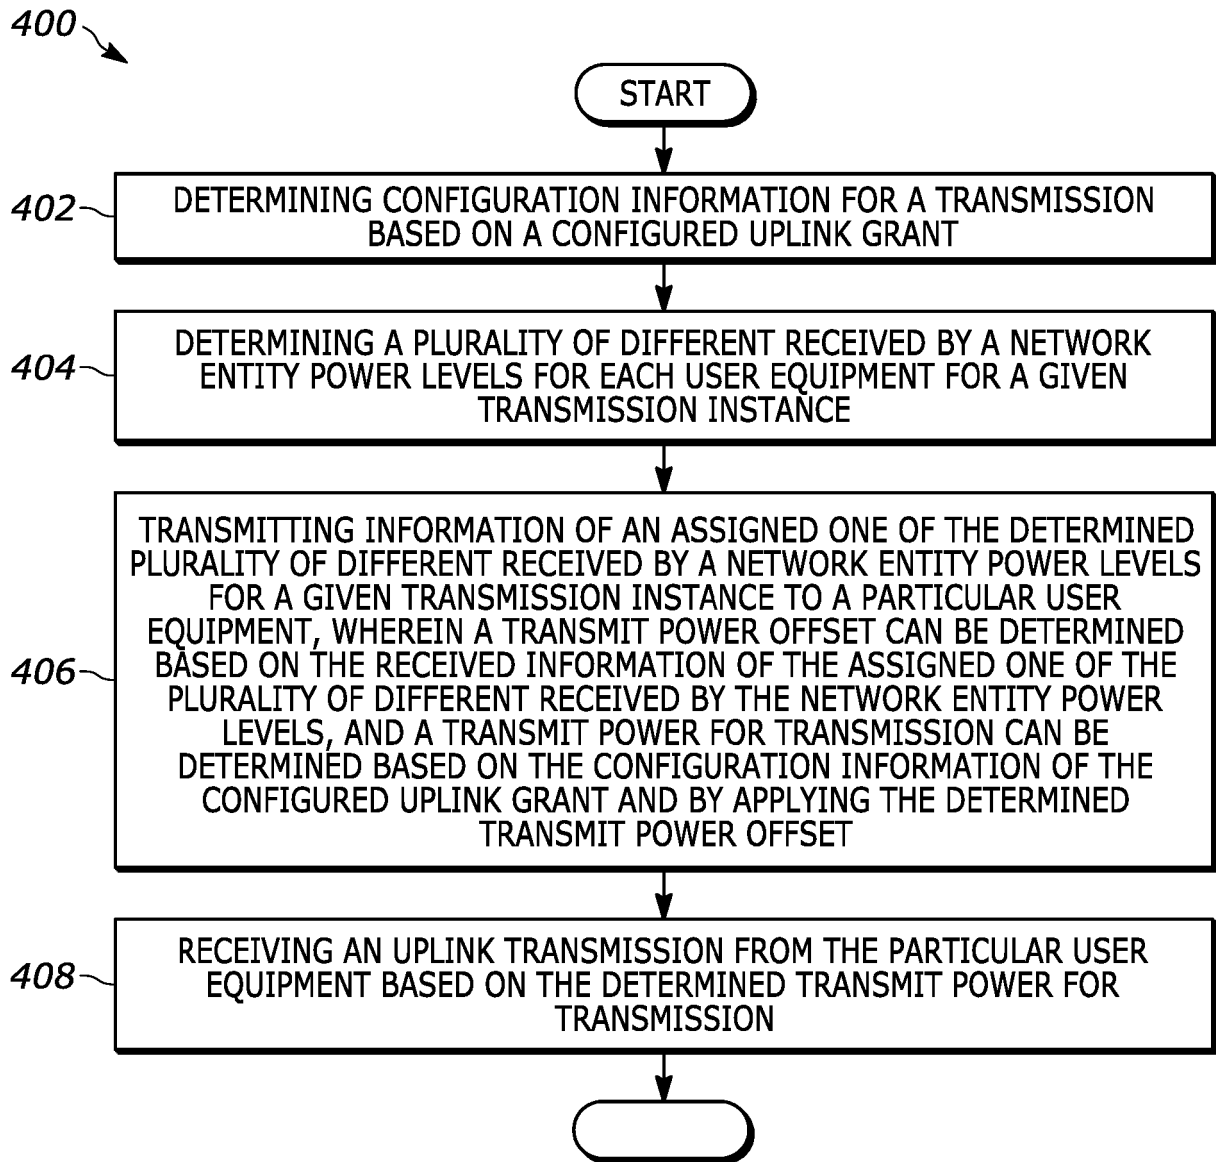 400
START
402
DETERMINING CONFIGURATION INFORMATION FOR A TRANSMISSION
BASED ON A CONFIGURED UPLINK GRANT
404
DETERMINING A PLURALITY OF DIFFERENT RECEIVED BY A NETWORK
ENTITY POWER LEVELS FOR EACH USER EQUIPMENT FOR A GIVEN
TRANSMISSION INSTANCE
406
TRANSMITTING INFORMATION OF AN ASSIGNED ONE OF THE DETERMINED
PLURALITY OF DIFFERENT RECEIVED BY A NETWORK ENTITY POWER LEVELS
FOR A GIVEN TRANSMISSION INSTANCE TO A PARTICULAR USER
EQUIPMENT, WHEREIN A TRANSMIT POWER OFFSET CAN BE DETERMINED
BASED ON THE RECEIVED INFORMATION OF THE ASSIGNED ONE OF THE
PLURALITY OF DIFFERENT RECEIVED BY THE NETWORK ENTITY POWER
LEVELS, AND A TRANSMIT POWER FOR TRANSMISSION CAN BE
DETERMINED BASED ON THE CONFIGURATION INFORMATION OF THE
CONFIGURED UPLINK GRANT AND BY APPLYING THE DETERMINED
TRANSMIT POWER OFFSET
408
RECEIVING AN UPLINK TRANSMISSION FROM THE PARTICULAR USER
EQUIPMENT BASED ON THE DETERMINED TRANSMIT POWER FOR
TRANSMISSION